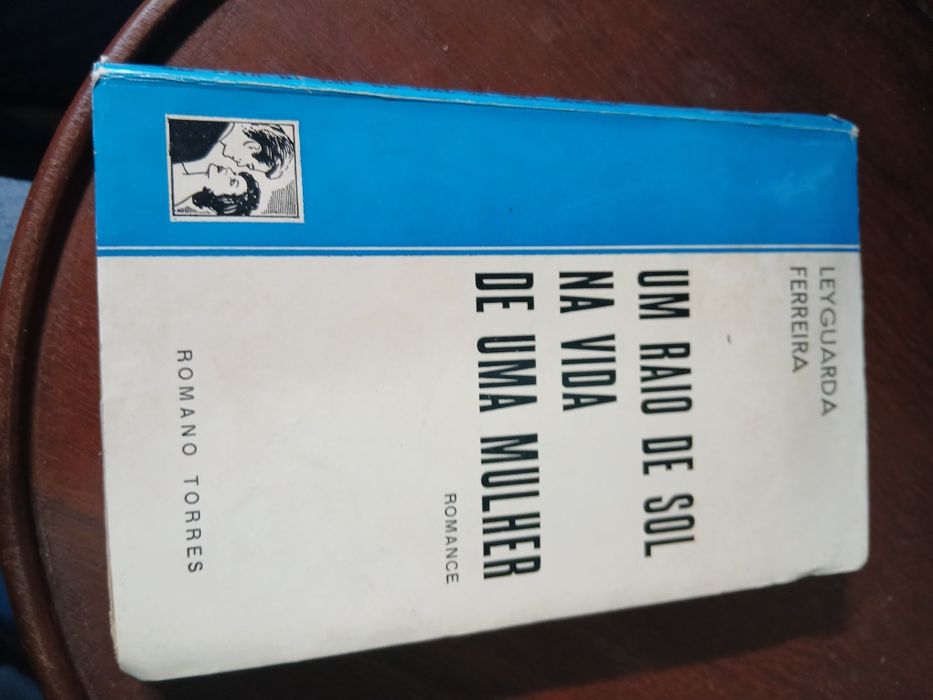 LEYGUARDA
FERREIRA
UM RAIO DE SOL
NA VIDA
DE UMA MULHER
ROMANCE
ROMANO TORRES